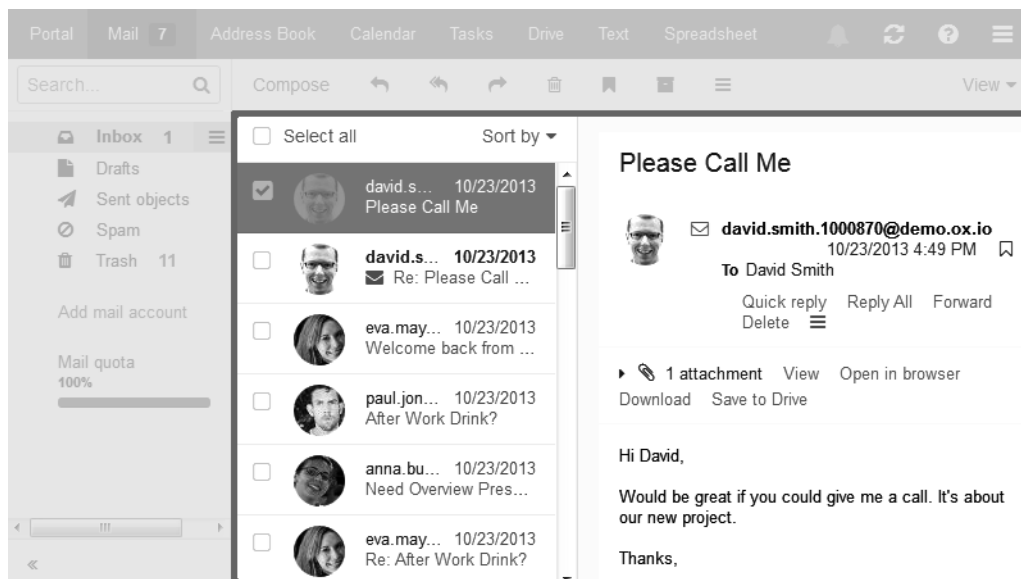 Portal Mail 7 Address Book Calendar Tasks Drive Text Spreadsheet
Search...
Compose
View
Inbox 1
Drafts
Sent objects
Spam
Trash 11
Add mail account
Mail quota
100%
Select all Sort by
david.s... 10/23/2013
Please Call Me
david.s... 10/23/2013
Re: Please Call ...
eva.may... 10/23/2013
Welcome back from ...
paul.jon... 10/23/2013
After Work Drink?
anna.bu... 10/23/2013
Need Overview Pres...
eva.may... 10/23/2013
Re: After Work Drink?
Please Call Me
david.smith.1000870@demo.ox.io
10/23/2013 4:49 PM
To David Smith
Quick reply Reply All Forward
Delete
1 attachment View Open in browser
Download Save to Drive
Hi David,
Would be great if you could give me a call. It's about
our new project.
Thanks,